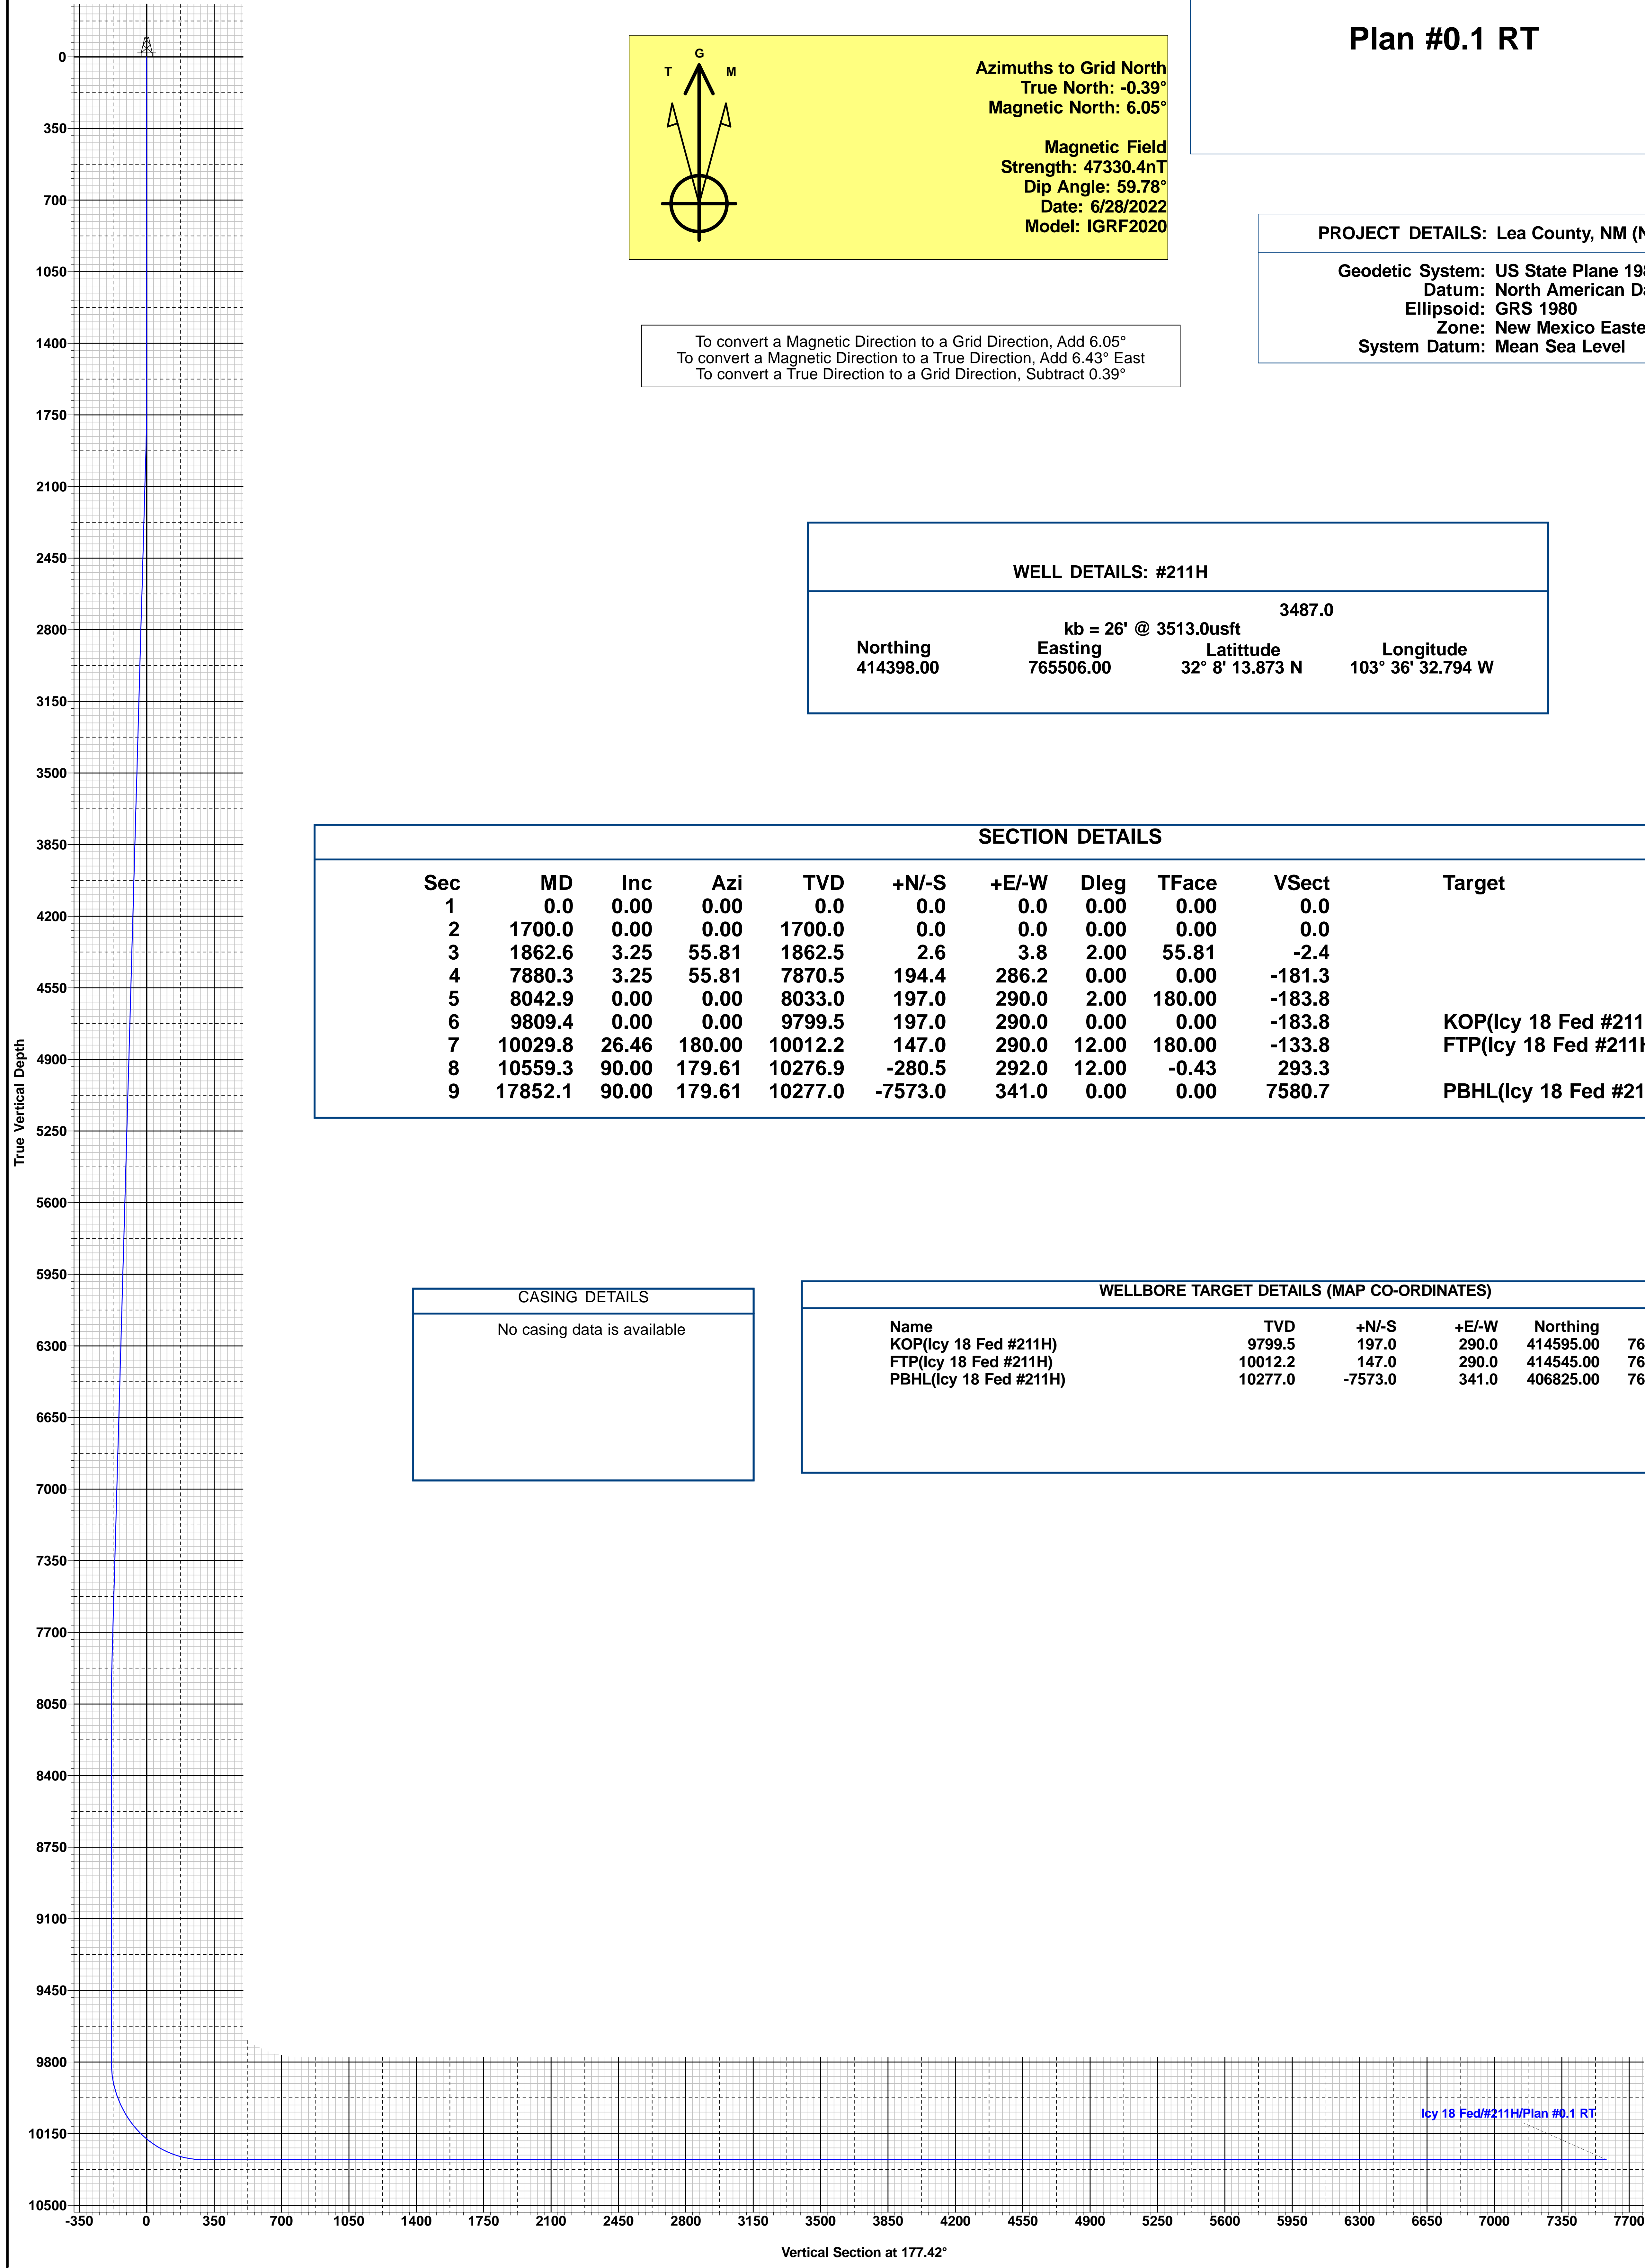 Plan #0.1 RT
G
T M
Azimuths to Grid North
True North: -0.39°
Magnetic North: 6.05°
Magnetic Field
Strength: 47330.4nT
Dip Angle: 59.78°
Date: 6/28/2022
Model: IGRF2020
PROJECT DETAILS: Lea County, NM (N
Geodetic System: US State Plane 198
Datum: North American Da
Ellipsoid: GRS 1980
Zone: New Mexico Easte
System Datum: Mean Sea Level
To convert a Magnetic Direction to a Grid Direction, Add 6.05°
To convert a Magnetic Direction to a True Direction, Add 6.43° East
To convert a True Direction to a Grid Direction, Subtract 0.39°
WELL DETAILS: #211H
3487.0
kb = 26' @ 3513.0usft
Northing Easting Latittude Longitude
414398.00 765506.00 32° 8' 13.873 N 103° 36' 32.794 W
SECTION DETAILS
Sec MD Inc Azi TVD +N/-S +E/-W Dleg TFace VSect Target
1 0.0 0.00 0.00 0.0 0.0 0.0 0.00 0.00 0.0
2 1700.0 0.00 0.00 1700.0 0.0 0.0 0.00 0.00 0.0
3 1862.6 3.25 55.81 1862.5 2.6 3.8 2.00 55.81 -2.4
4 7880.3 3.25 55.81 7870.5 194.4 286.2 0.00 0.00 -181.3
5 8042.9 0.00 0.00 8033.0 197.0 290.0 2.00 180.00 -183.8
6 9809.4 0.00 0.00 9799.5 197.0 290.0 0.00 0.00 -183.8 KOP(Icy 18 Fed #211
7 10029.8 26.46 180.00 10012.2 147.0 290.0 12.00 180.00 -133.8 FTP(Icy 18 Fed #211H
8 10559.3 90.00 179.61 10276.9 -280.5 292.0 12.00 -0.43 293.3
9 17852.1 90.00 179.61 10277.0 -7573.0 341.0 0.00 0.00 7580.7 PBHL(Icy 18 Fed #21
CASING DETAILS
No casing data is available
WELLBORE TARGET DETAILS (MAP CO-ORDINATES)
Name TVD +N/-S +E/-W Northing
KOP(Icy 18 Fed #211H) 9799.5 197.0 290.0 414595.00 76
FTP(Icy 18 Fed #211H) 10012.2 147.0 290.0 414545.00 76
PBHL(Icy 18 Fed #211H) 10277.0 -7573.0 341.0 406825.00 76
True Vertical Depth
0
350
700
1050
1400
1750
2100
2450
2800
3150
3500
3850
4200
4550
4900
5250
5600
5950
6300
6650
7000
7350
7700
8050
8400
8750
9100
9450
9800
10150
10500
Icy 18 Fed/#211H/Plan #0.1 RT
-350 0 350 700 1050 1400 1750 2100 2450 2800 3150 3500 3850 4200 4550 4900 5250 5600 5950 6300 6650 7000 7350 7700
Vertical Section at 177.42°